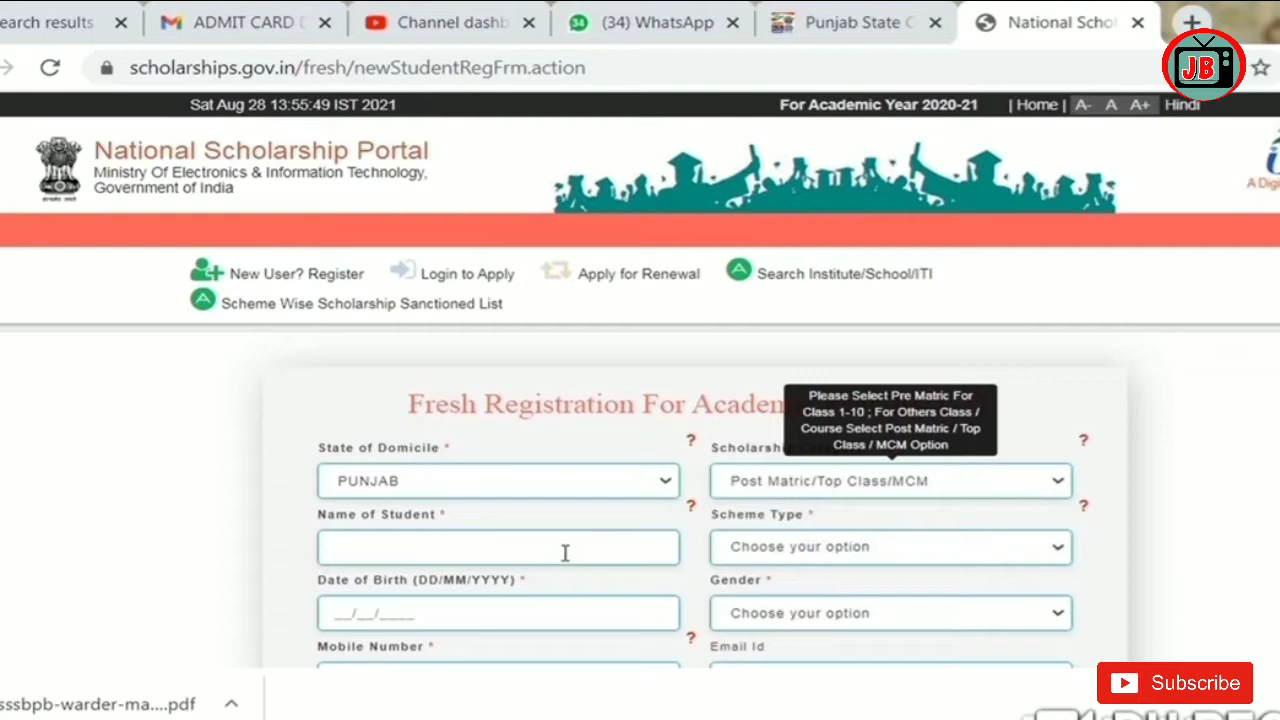 earch results
ADMIT CARD
Channel dashb
(34) WhatsApp
Punjab State
National Scho
scholarships.gov.in/fresh/newStudentRegFrm.action
JB
Sat Aug 28 13:55:49 IST 2021
For Academic Year 2020-21 | Home | A- A A+ Hindi
National Scholarship Portal
Ministry Of Electronics & Information Technology,
Government of India
A Digi
New User? Register
Login to Apply
Apply for Renewal
Search Institute/School/ITI
Scheme Wise Scholarship Sanctioned List
Fresh Registration For Academ
Please Select Pre Matric For
Class 1-10 ; For Others Class /
Course Select Post Matric / Top
Class / MCM Option
State of Domicile * ?
Scholarsh ?
PUNJAB
Post Matric/Top Class/MCM
Name of Student * ?
Scheme Type * ?
Choose your option
Date of Birth (DD/MM/YYYY) *
Gender *
__/__/____
Choose your option
Mobile Number * ?
Email Id
Subscribe
sssbpb-warder-ma....pdf